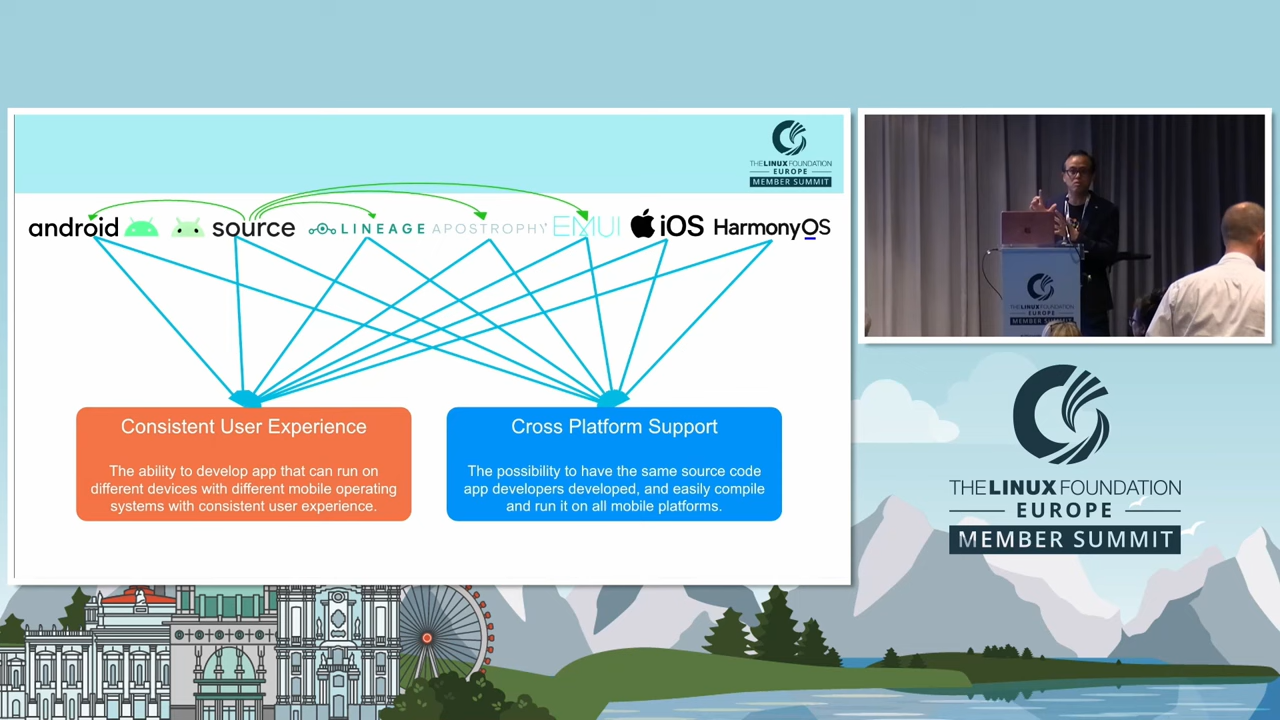 THE LINUX FOUNDATION
EUROPE
MEMBER SUMMIT
android source LINEAGE APOSTROPHY EMUI iOS HarmonyOS
Consistent User Experience
The ability to develop app that can run on
different devices with different mobile operating
systems with consistent user experience.
Cross Platform Support
The possibility to have the same source code
app developers developed, and easily compile
and run it on all mobile platforms.
THE LINUX FOUNDATION
EUROPE
MEMBER SUMMIT
THE LINUX FOUNDATION
EUROPE
MEMBER SUMMIT